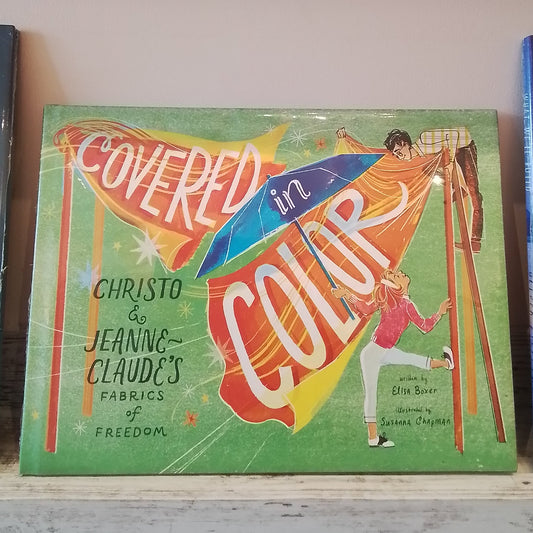 COVERED
in
COLOR
CHRISTO
&
JEANNE-
CLAUDE'S
FABRICS
of
FREEDOM
written by
Elisa Boxer
illustrated by
Susanna Chapman